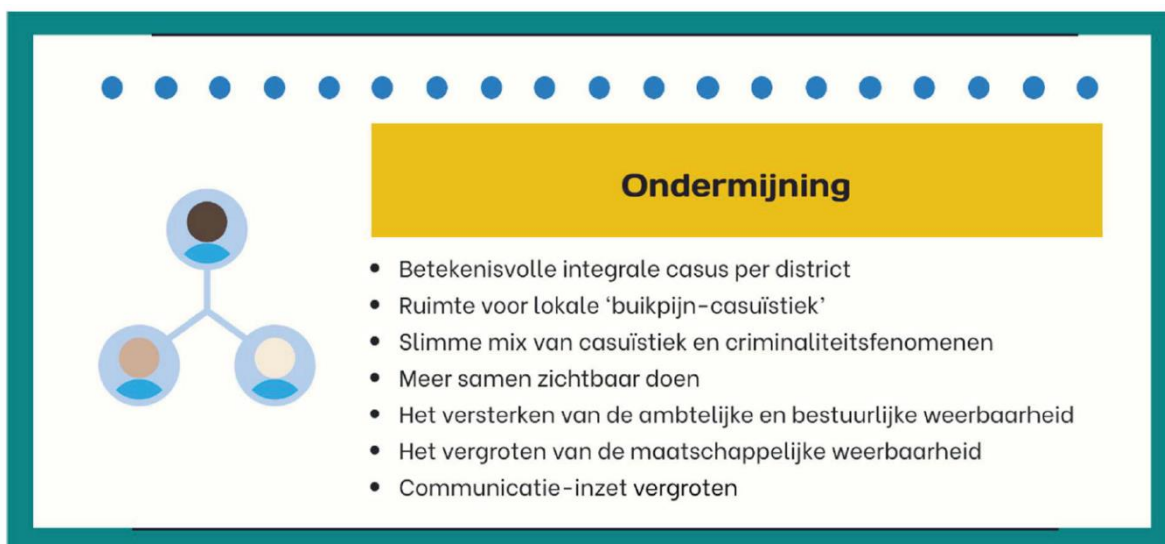 Ondermijning
• Betekenisvolle integrale casus per district
• Ruimte voor lokale ‘buikpijn-casuïstiek’
• Slimme mix van casuïstiek en criminaliteitsfenomenen
• Meer samen zichtbaar doen
• Het versterken van de ambtelijke en bestuurlijke weerbaarheid
• Het vergroten van de maatschappelijke weerbaarheid
• Communicatie-inzet vergroten